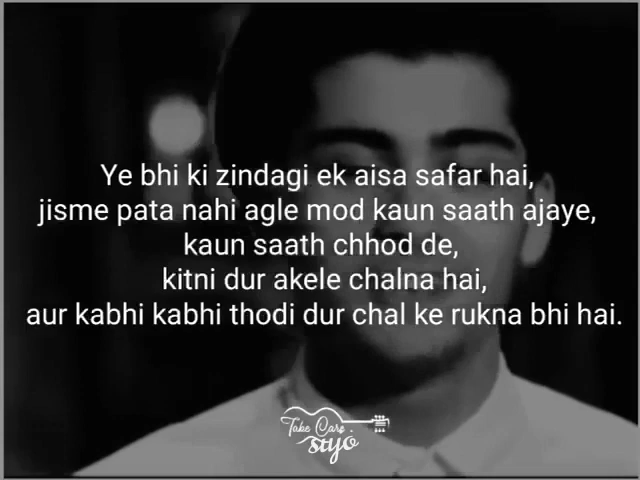 Ye bhi ki zindagi ek aisa safar hai,
jisme pata nahi agle mod kaun saath ajaye,
kaun saath chhod de,
kitni dur akele chalna hai,
aur kabhi kabhi thodi dur chal ke rukna bhi hai.
Take Care.
styo